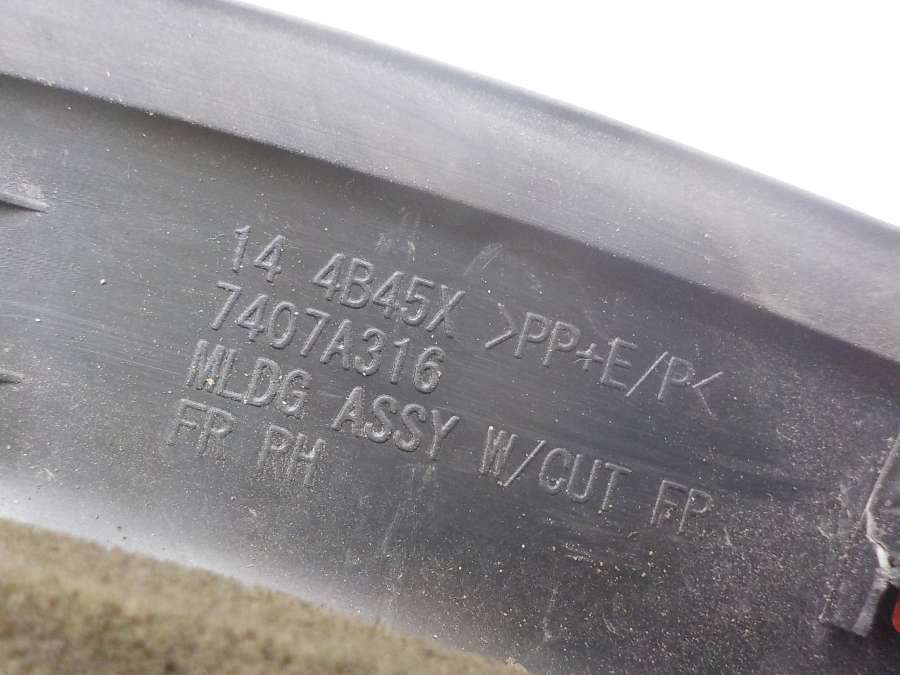 14 4B45X >PP+E/P<
7407A316
MLDG ASSY W/CUT FP
FR RH